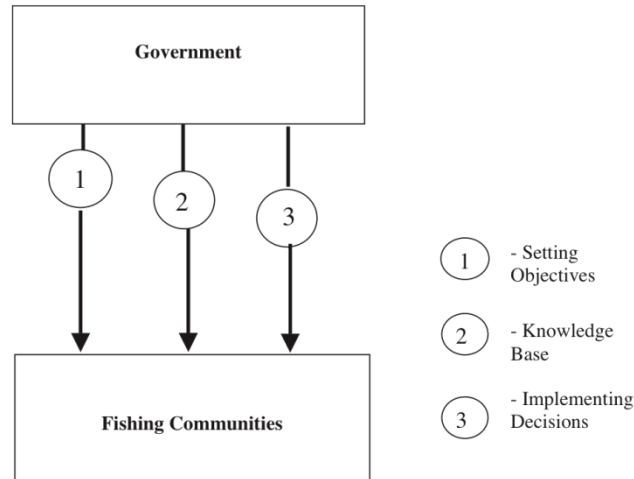 Government
1
2
3
1
- Setting
Objectives
2
- Knowledge
Base
3
- Implementing
Decisions
Fishing Communities